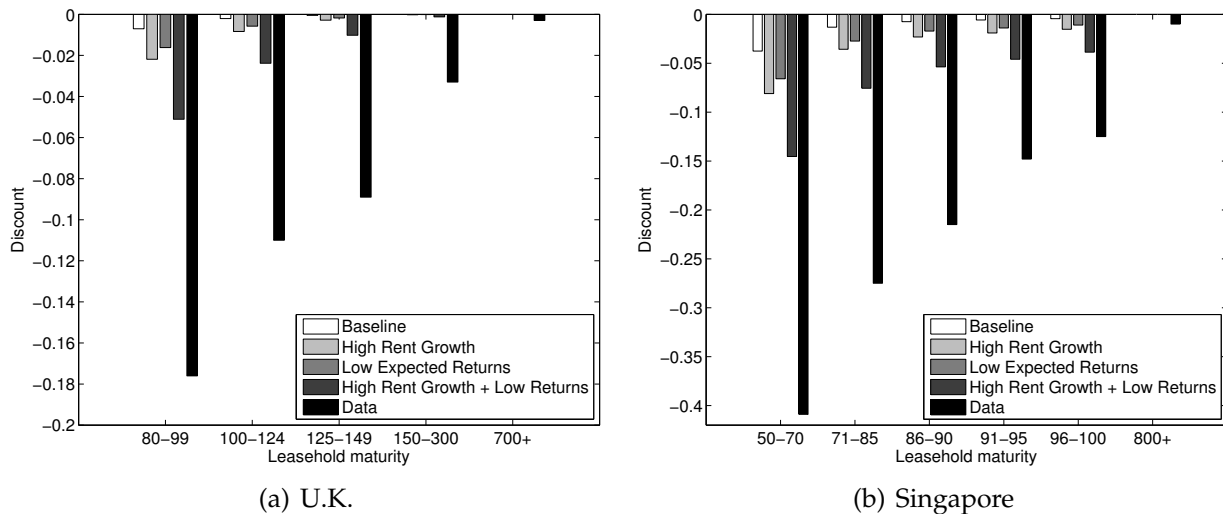 0
−0.02
−0.04
−0.06
−0.08
−0.1
−0.12
−0.14
−0.16
−0.18
−0.2
Discount
Baseline
High Rent Growth
Low Expected Returns
High Rent Growth + Low Returns
Data
80−99 100−124 125−149 150−300 700+
Leasehold maturity
(a) U.K.
0
−0.05
−0.1
−0.15
−0.2
−0.25
−0.3
−0.35
−0.4
Discount
Baseline
High Rent Growth
Low Expected Returns
High Rent Growth + Low Returns
Data
50−70 71−85 86−90 91−95 96−100 800+
Leasehold maturity
(b) Singapore